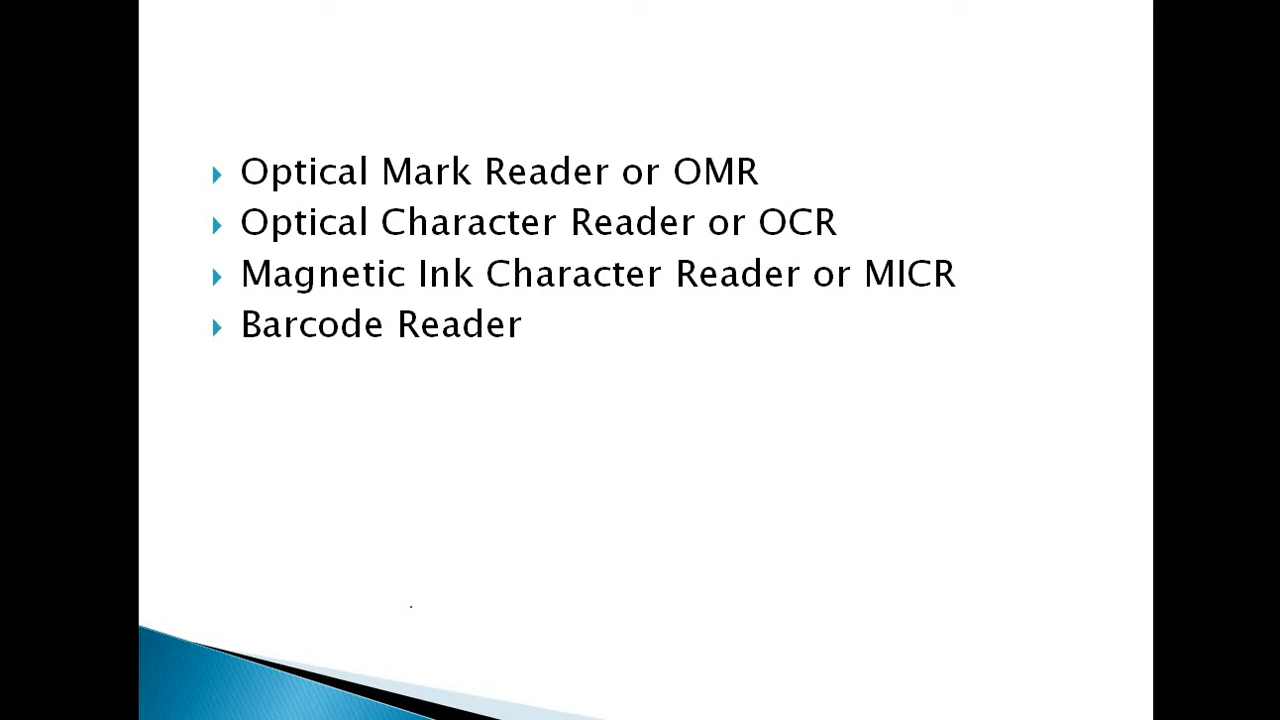 Optical Mark Reader or OMR
Optical Character Reader or OCR
Magnetic Ink Character Reader or MICR
Barcode Reader